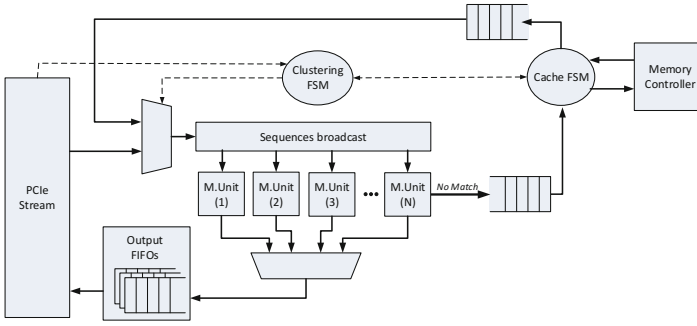 Clustering
FSM
Cache FSM
Memory
Controller
PCIe
Stream
Sequences broadcast
M.Unit
(1)
M.Unit
(2)
M.Unit
(3)
•••
M.Unit
(N)
No Match
Output
FIFOs